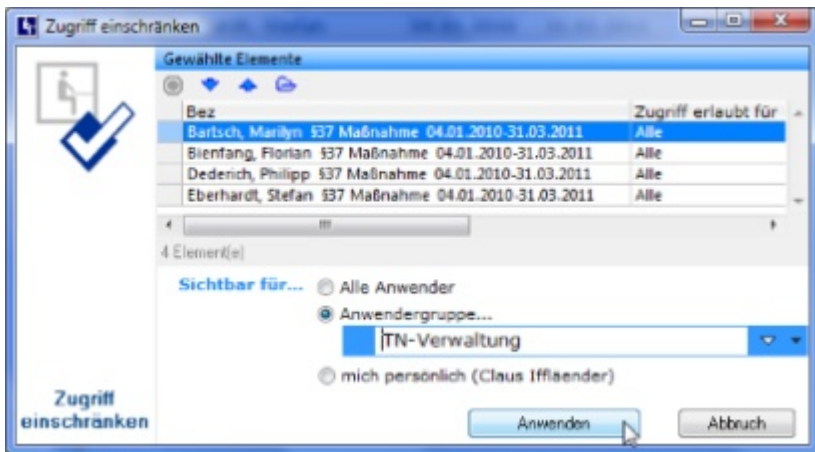 Zugriff einschränken
Gewählte Elemente
Bez Zugriff erlaubt für
Bartsch, Marilyn §37 Maßnahme 04.01.2010-31.03.2011 Alle
Bienfang, Florian §37 Maßnahme 04.01.2010-31.03.2011 Alle
Dederich, Philipp §37 Maßnahme 04.01.2010-31.03.2011 Alle
Eberhardt, Stefan §37 Maßnahme 04.01.2010-31.03.2011 Alle
4 Element(e)
Sichtbar für... Alle Anwender
Anwendergruppe...
TN-Verwaltung
mich persönlich (Claus Ifflaender)
Zugriff
einschränken
Anwenden Abbruch